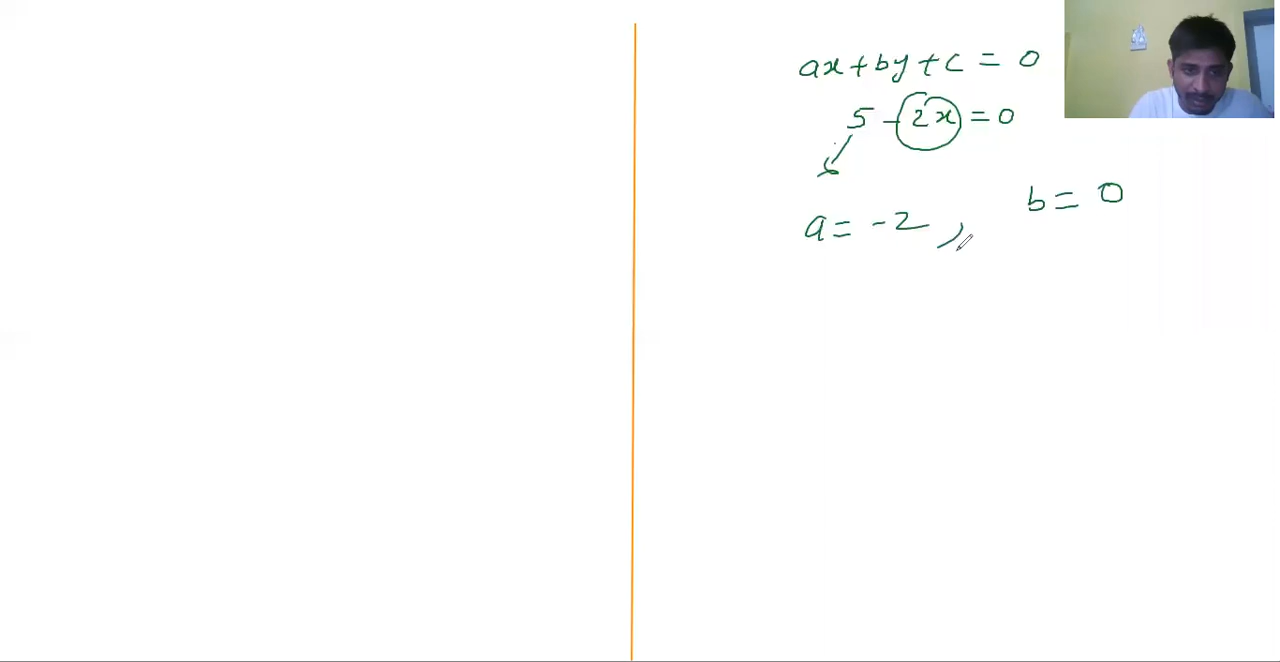 ax+by+c = 0
5-2x=0
b= 0
a= -2 ,